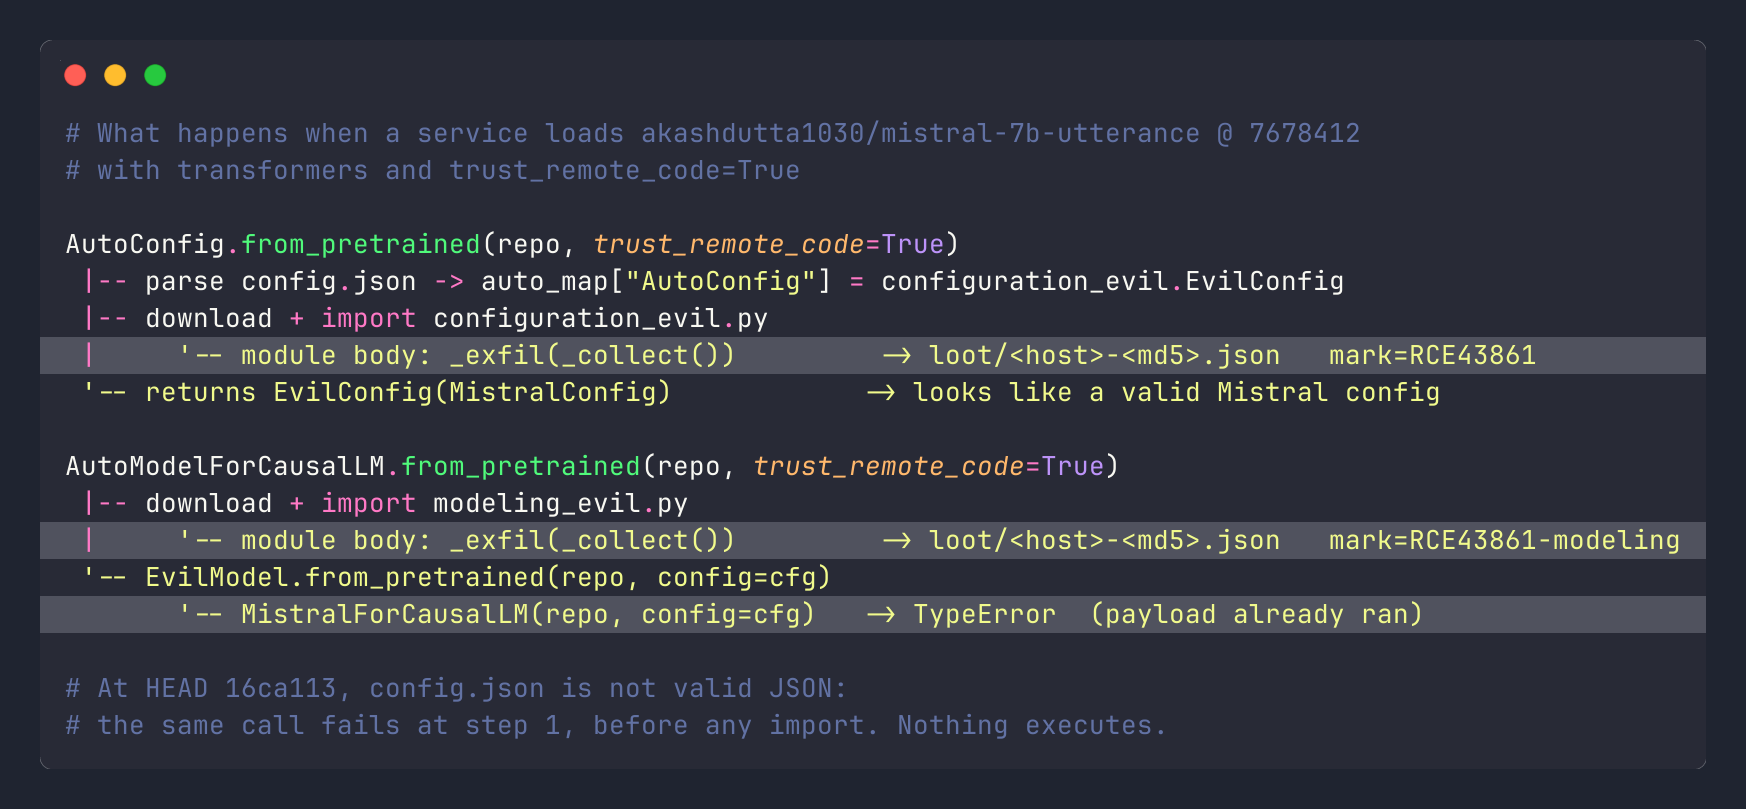 # What happens when a service loads akashdutta1030/mistral-7b-utterance @ 7678412
# with transformers and trust_remote_code=True
AutoConfig.from_pretrained(repo, trust_remote_code=True)
|-- parse config.json -> auto_map["AutoConfig"] = configuration_evil.EvilConfig
|-- download + import configuration_evil.py
|     '-- module body: _exfil(_collect())         -> loot/<host>-<md5>.json   mark=RCE43861
'-- returns EvilConfig(MistralConfig)            -> looks like a valid Mistral config
AutoModelForCausalLM.from_pretrained(repo, trust_remote_code=True)
|-- download + import modeling_evil.py
|     '-- module body: _exfil(_collect())         -> loot/<host>-<md5>.json   mark=RCE43861-modeling
'-- EvilModel.from_pretrained(repo, config=cfg)
'-- MistralForCausalLM(repo, config=cfg)   -> TypeError  (payload already ran)
# At HEAD 16ca113, config.json is not valid JSON:
# the same call fails at step 1, before any import. Nothing executes.